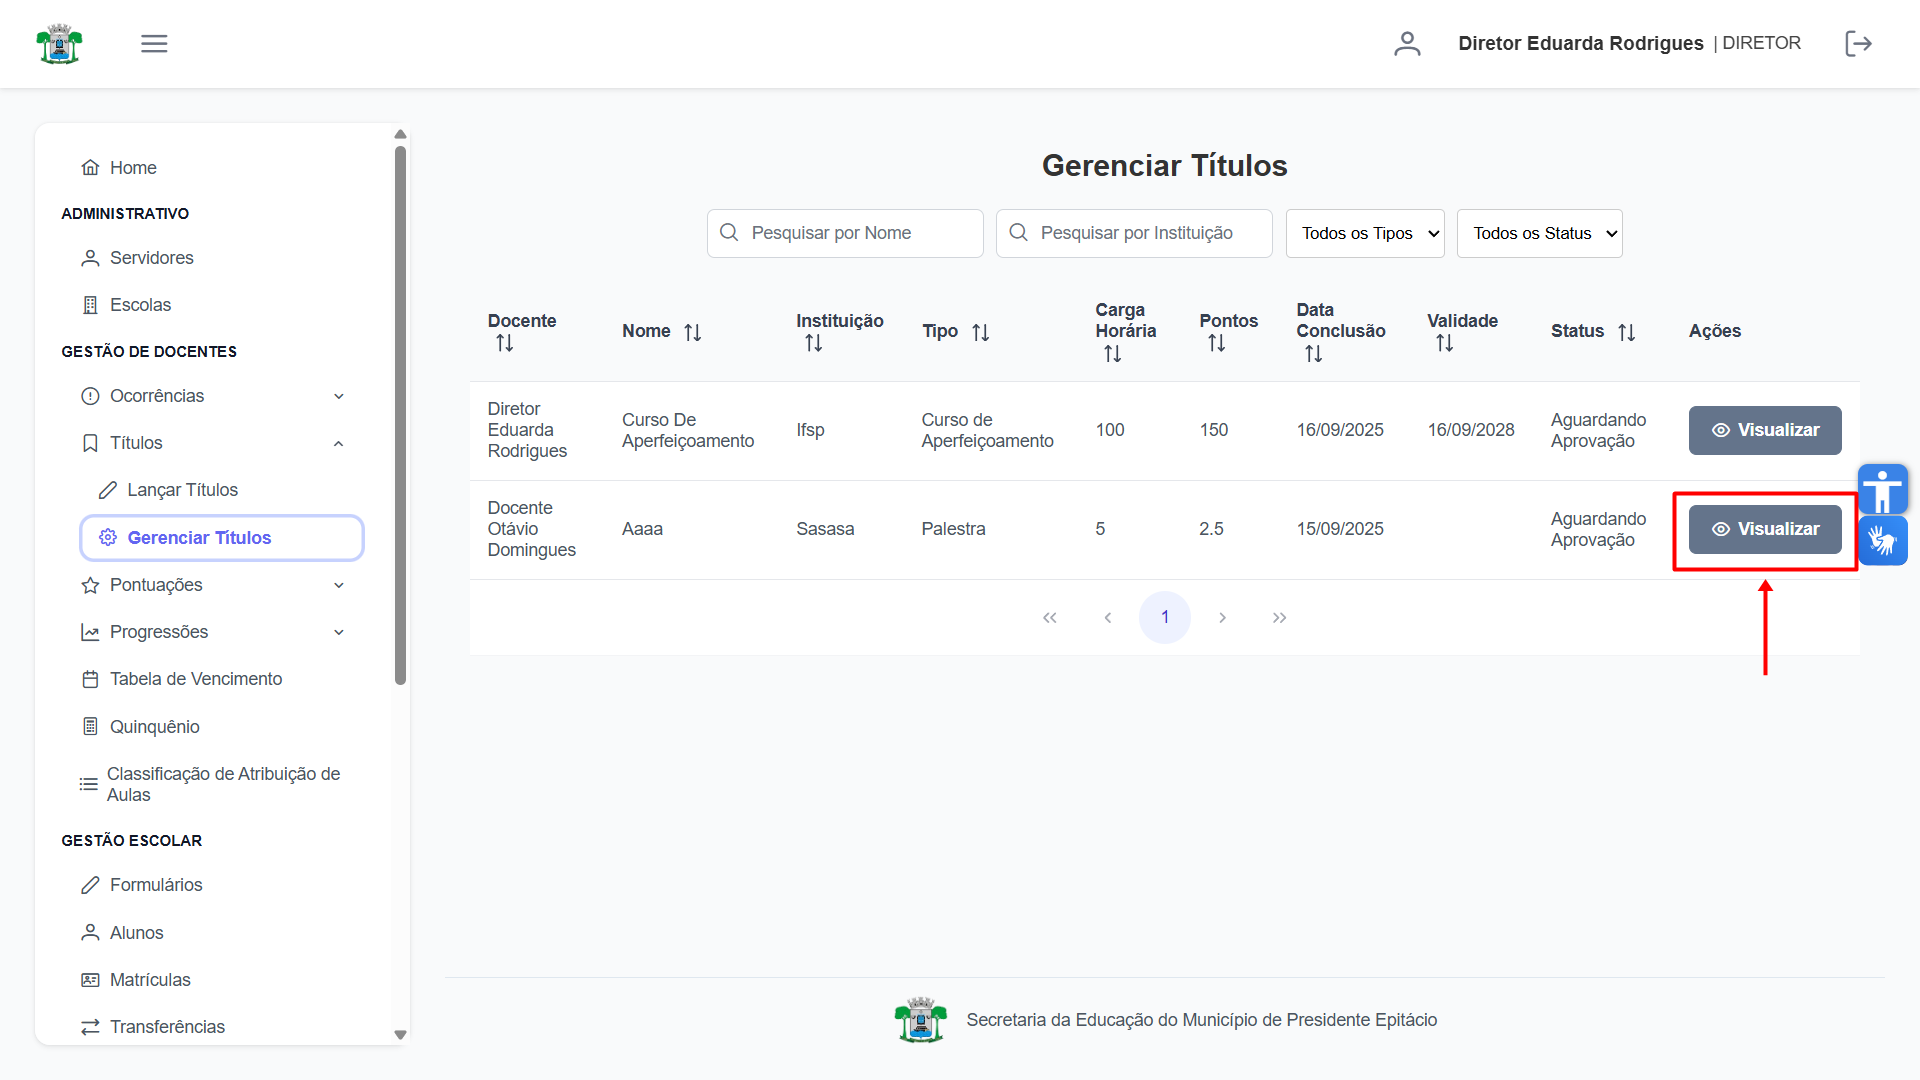 Diretor Eduarda Rodrigues | DIRETOR
Home
ADMINISTRATIVO
Servidores
Escolas
GESTÃO DE DOCENTES
Ocorrências
Títulos
Lançar Títulos
Gerenciar Títulos
Pontuações
Progressões
Tabela de Vencimento
Quinquênio
Classificação de Atribuição de
Aulas
GESTÃO ESCOLAR
Formulários
Alunos
Matrículas
Transferências
Gerenciar Títulos
Pesquisar por Nome
Pesquisar por Instituição
Todos os Tipos
Todos os Status
Docente
Nome
Instituição
Tipo
Carga
Horária
Pontos
Data
Conclusão
Validade
Status
Ações
Diretor
Eduarda
Rodrigues
Curso De
Aperfeiçoamento
Ifsp
Curso de
Aperfeiçoamento
100
150
16/09/2025
16/09/2028
Aguardando
Aprovação
Visualizar
Docente
Otávio
Domingues
Aaaa
Sasasa
Palestra
5
2.5
15/09/2025
Aguardando
Aprovação
Visualizar
1
Secretaria da Educação do Município de Presidente Epitácio